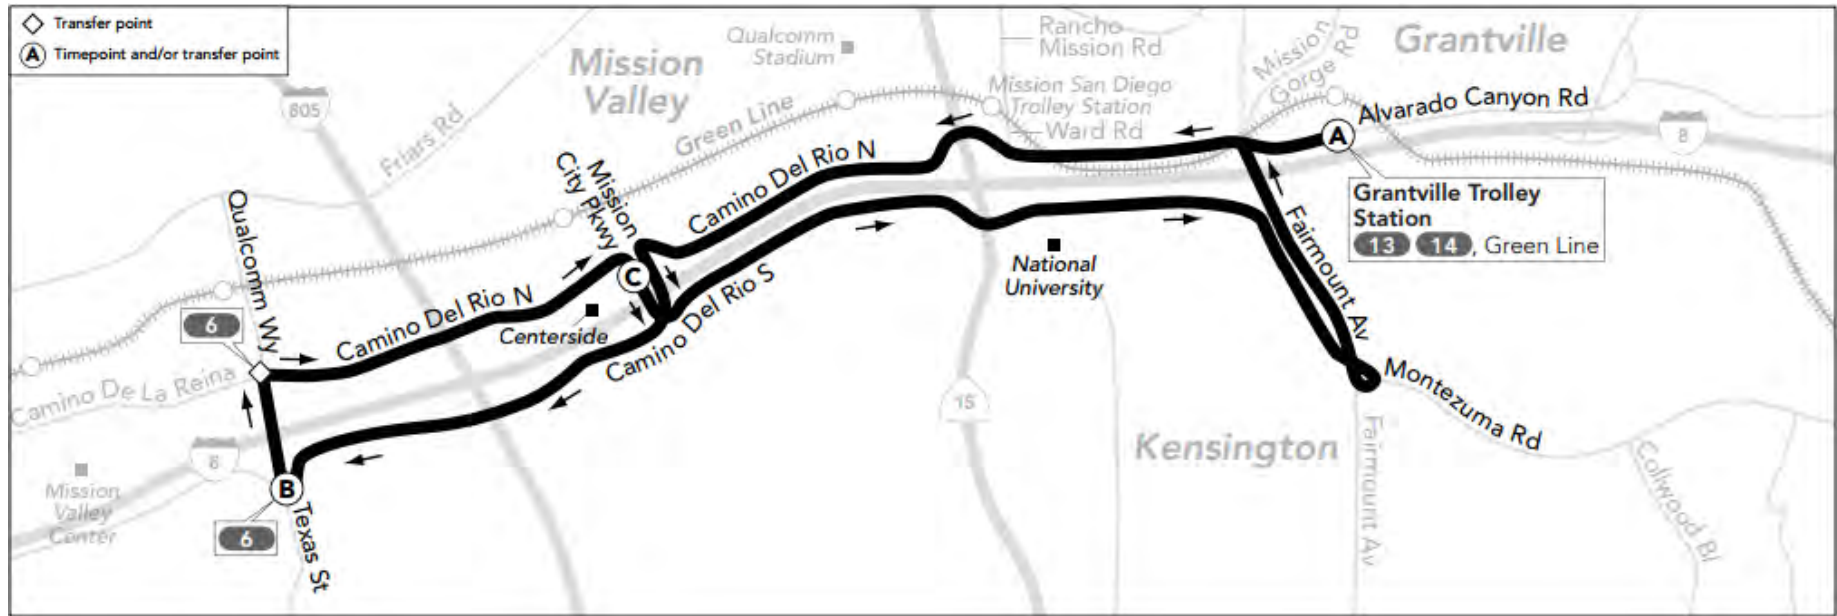 Transfer point
A Timepoint and/or transfer point
805
Friars Rd
Mission
Valley
Qualcomm
Stadium
Rancho
Mission Rd
Mission
Gorge Rd
Grantville
Green Line
Mission San Diego
Trolley Station
Ward Rd
Alvarado Canyon Rd
8
A
Grantville Trolley
Station
13 14, Green Line
Qualcomm Wy
Mission
City Pkwy
Camino Del Rio N
Camino Del Rio N
C
Centerside
Camino Del Rio S
National
University
Fairmount Av
6
Camino De La Reina
15
Montezuma Rd
Kensington
Fairmount Av
Collwood Bl
8
Mission
Valley
Center
B
6
Texas St